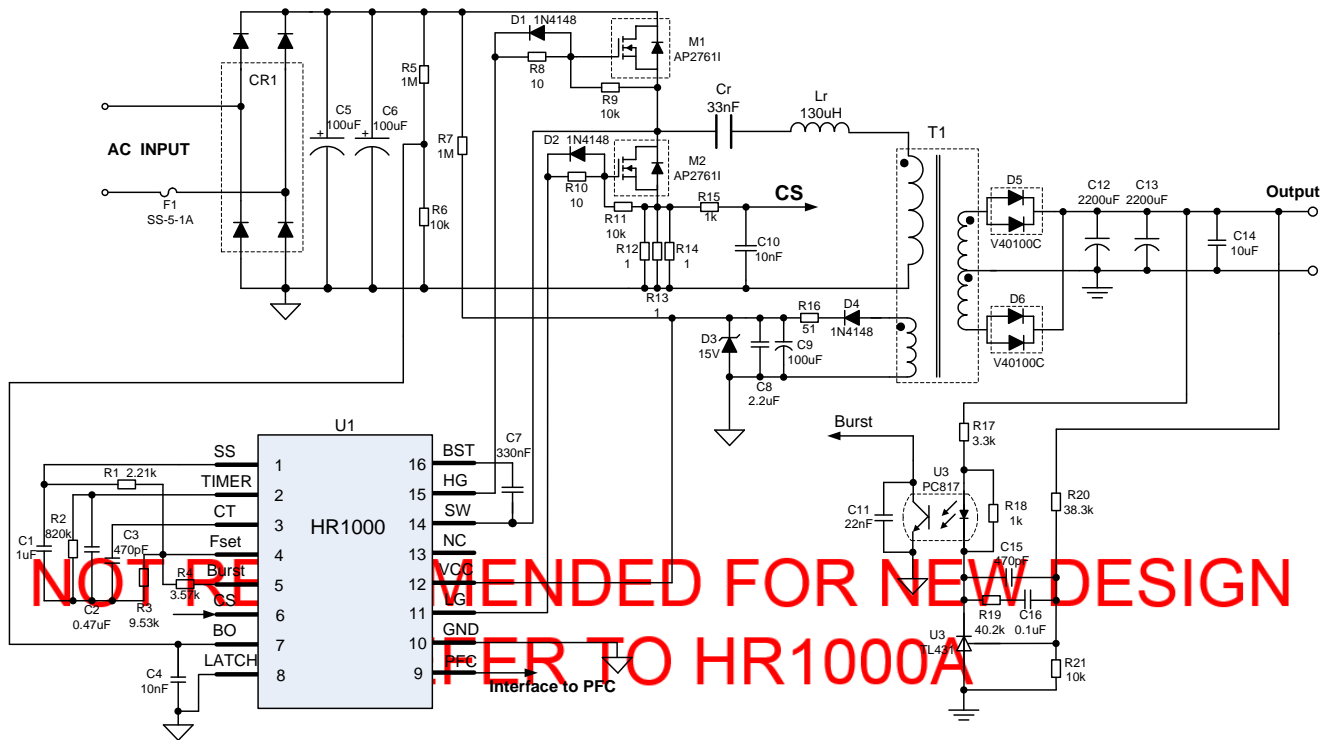 D1 1N4148
M1
AP2761I
R8
10
R9
10k
CR1
C5
100uF
C6
100uF
R5
1M
R7
1M
R6
10k
AC INPUT
F1
SS-5-1A
Cr
33nF
Lr
130uH
T1
D2 1N4148
M2
AP2761I
R10
10
R11
10k
R12
1
R13
1
R14
1
R15
1k
CS
C10
10nF
D5
V40100C
D6
V40100C
C12
2200uF
C13
2200uF
C14
10uF
Output
D3
15V
C8
2.2uF
C9
100uF
R16
51
D4
1N4148
U1
HR1000
SS
1
TIMER
2
CT
3
Fset
4
Burst
5
CS
6
BO
7
LATCH
8
BST
16
HG
15
SW
14
NC
13
VCC
12
LG
11
GND
10
PFC
9
Interface to PFC
C7
330nF
R1 2.21k
R2
820k
C1
1uF
C3
470pF
C2
0.47uF
R4
3.57k
R3
9.53k
C4
10nF
Burst
C11
22nF
U3
PC817
R17
3.3k
R18
1k
R20
38.3k
C15
470pF
R19
40.2k
C16
0.1uF
U3
TL431
R21
10k
NOT RE MENDED FOR NEW DESIGN
EFER TO HR1000A